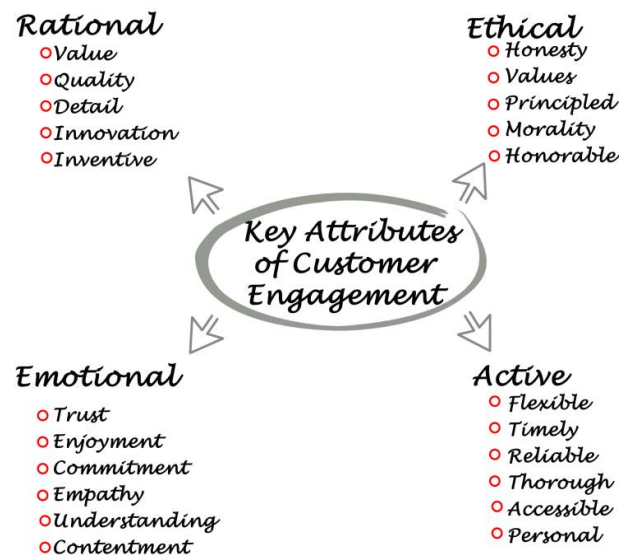 Rational
Value
Quality
Detail
Innovation
Inventive
Ethical
Honesty
Values
Principled
Morality
Honorable
Key Attributes
of Customer
Engagement
Emotional
Trust
Enjoyment
Commitment
Empathy
Understanding
Contentment
Active
Flexible
Timely
Reliable
Thorough
Accessible
Personal